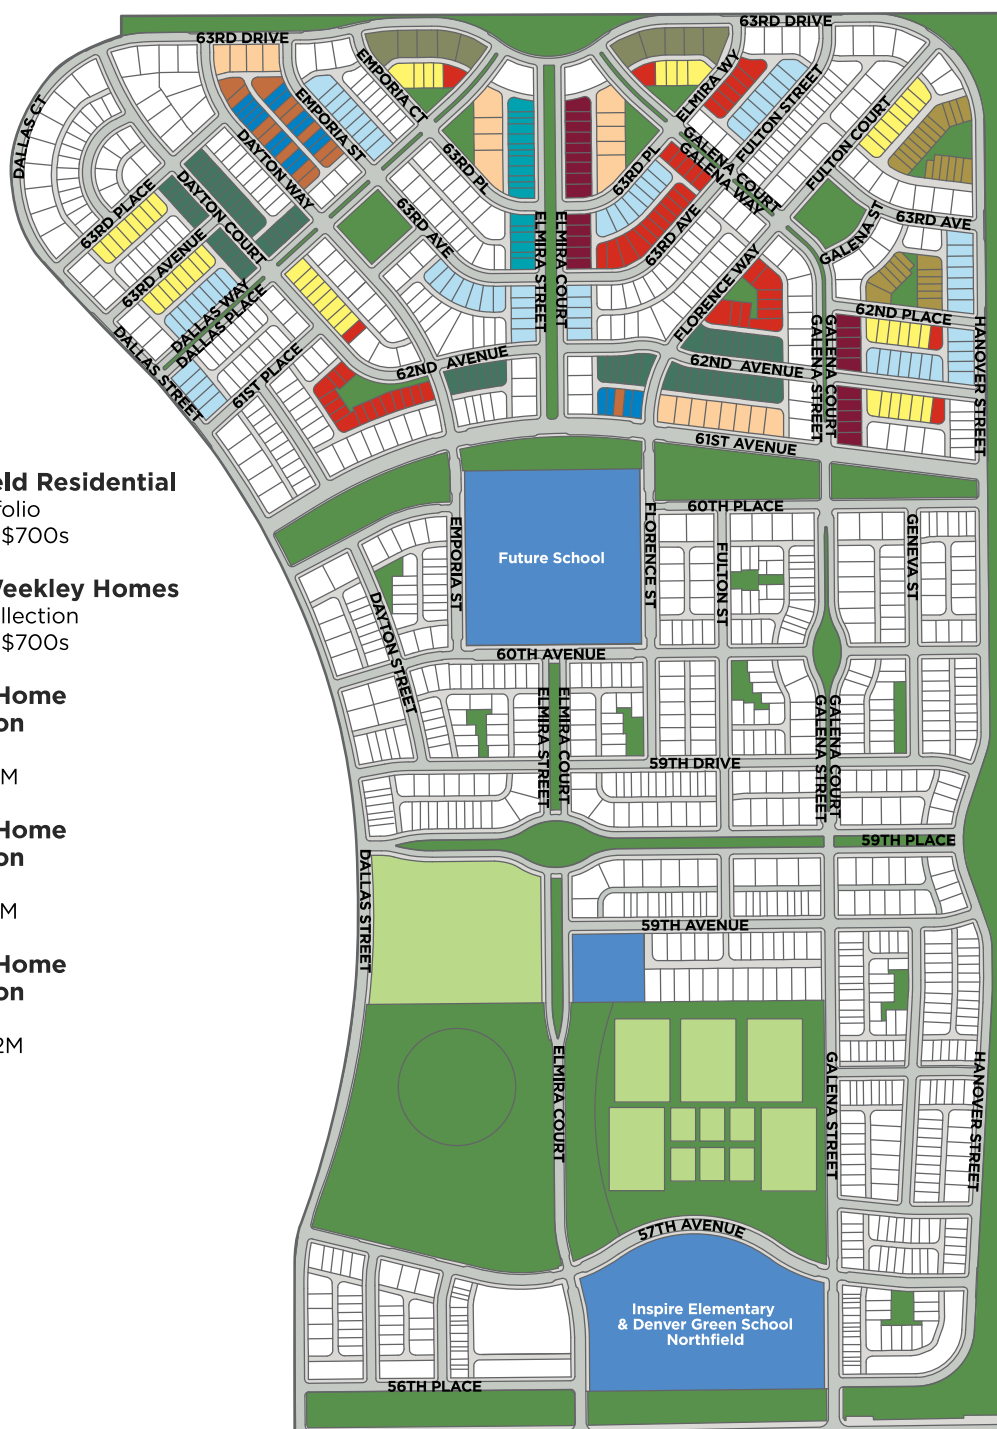 63RD DRIVE
63RD DRIVE
DALLAS CT
EMPORIA CT
ELMIRA WY
EMPORIA ST
DAYTON WAY
FULTON STREET
FULTON COURT
63RD PL
63RD PL
GALENA COURT
GALENA WAY
63RD PLACE
DAYTON COURT
63RD AVE
63RD AVE
63RD AVE
GALENA ST
63RD AVENUE
ELMIRA STREET
ELMIRA COURT
FLORENCE WAY
DALLAS WAY
DALLAS PLACE
62ND PLACE
DALLAS STREET
61ST PLACE
62ND AVENUE
62ND AVENUE
GALENA STREET
GALENA COURT
HANOVER STREET
61ST AVENUE
eld Residential
folio
$700s
60TH PLACE
EMPORIA ST
FLORENCE ST
FULTON ST
GENEVA ST
Future School
Weekley Homes
llection
$700s
DAYTON STREET
60TH AVENUE
Home
on
M
ELMIRA STREET
ELMIRA COURT
GALENA STREET
GALENA COURT
59TH DRIVE
Home
on
M
59TH PLACE
DALLAS STREET
59TH AVENUE
Home
on
2M
ELMIRA COURT
GALENA STREET
HANOVER STREET
57TH AVENUE
Inspire Elementary
& Denver Green School
Northfield
56TH PLACE